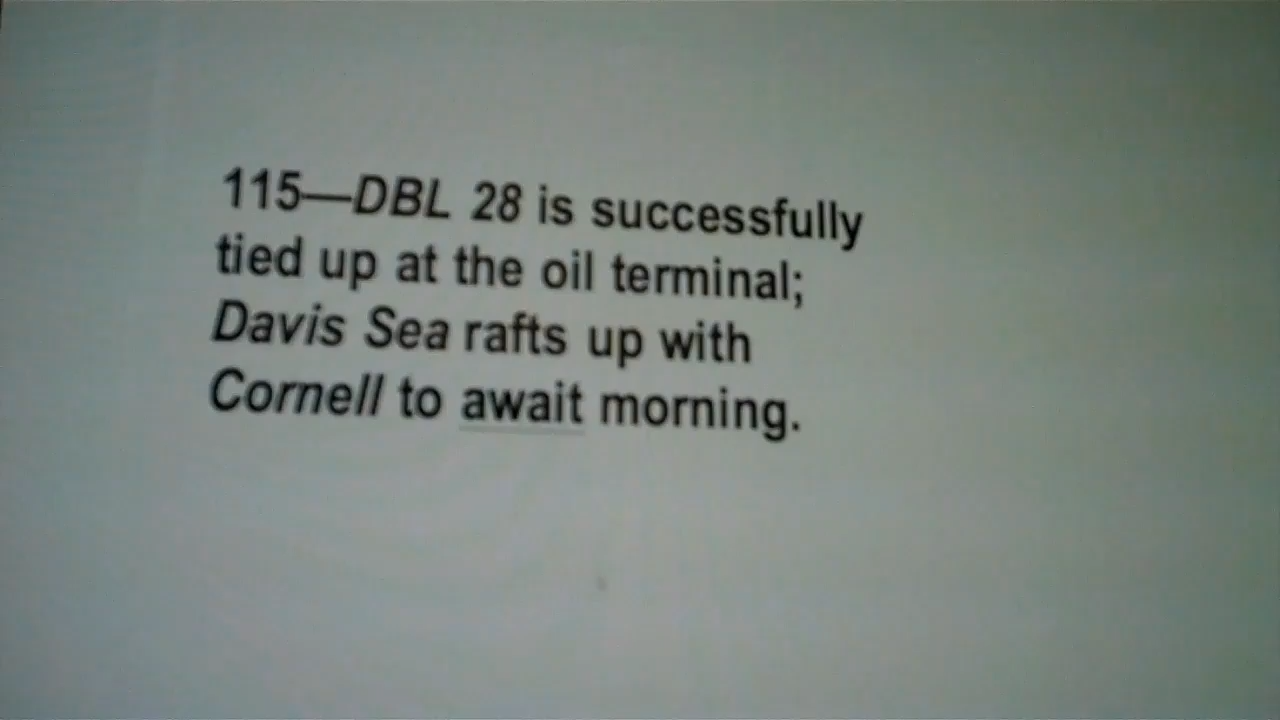 115—DBL 28 is successfully
tied up at the oil terminal;
Davis Sea rafts up with
Cornell to await morning.